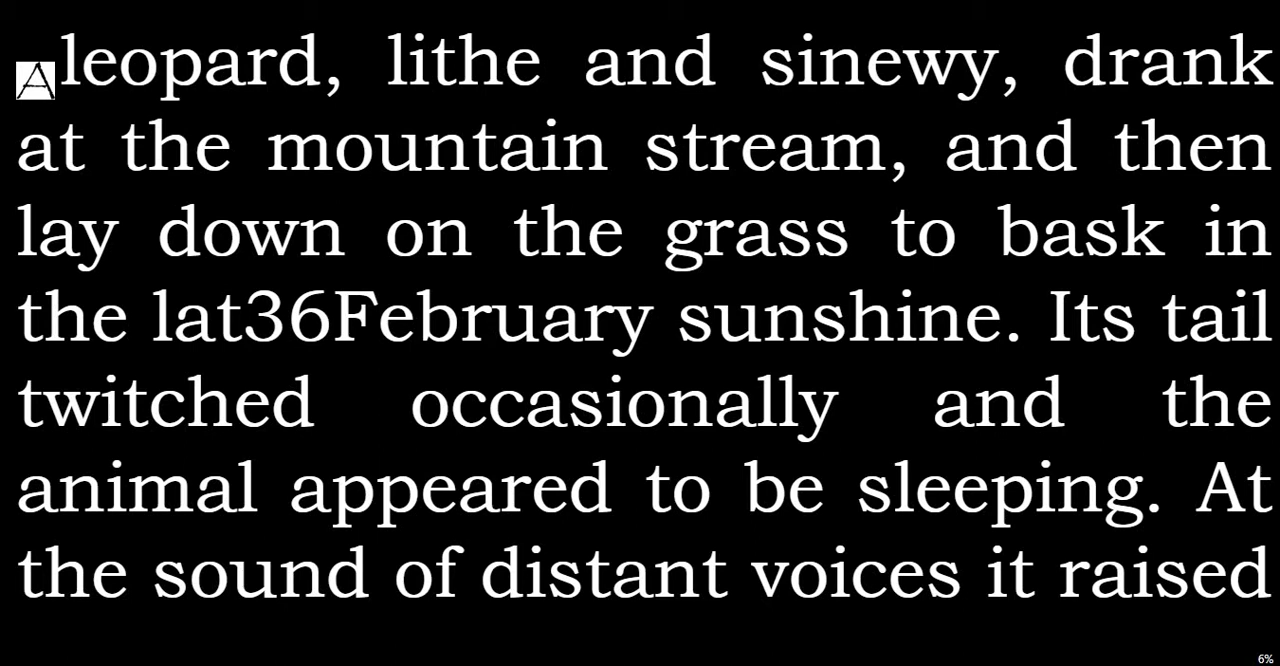 A leopard, lithe and sinewy, drank
at the mountain stream, and then
lay down on the grass to bask in
the lat36February sunshine. Its tail
twitched occasionally and the
animal appeared to be sleeping. At
the sound of distant voices it raised
6%